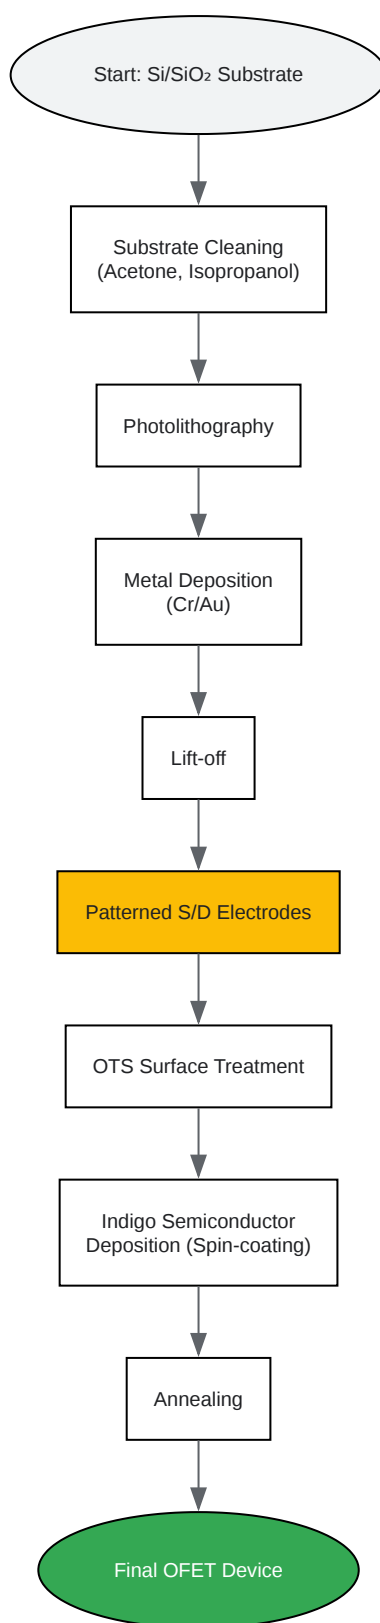 Start: Si/SiO₂ Substrate
Substrate Cleaning
(Acetone, Isopropanol)
Photolithography
Metal Deposition
(Cr/Au)
Lift-off
Patterned S/D Electrodes
OTS Surface Treatment
Indigo Semiconductor
Deposition (Spin-coating)
Annealing
Final OFET Device